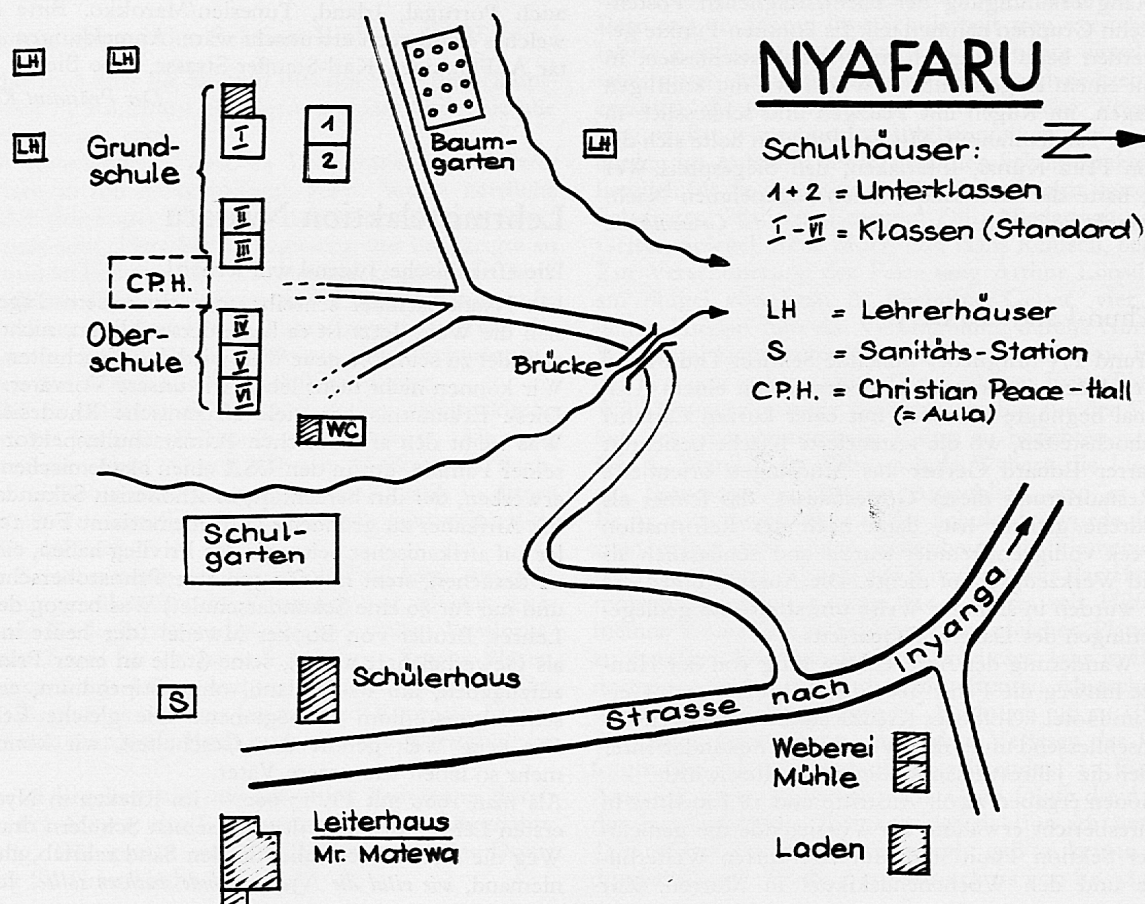 NYAFARU
Schulhäuser:
1+2 = Unterklassen
I-VI = Klassen (Standard)
LH = Lehrerhäuser
S = Sanitäts-Station
C.P.H. = Christian Peace-Hall
(= Aula)
N
LH
LH
LH
LH
Grund-
schule
I
II
III
1
2
Baum-
garten
C.P.H.
Ober-
schule
IV
V
VI
WC
Brücke
Schul-
garten
S
Schülerhaus
Strasse nach Inyanga
Weberei
Mühle
Laden
Leiterhaus
Mr. Matewa